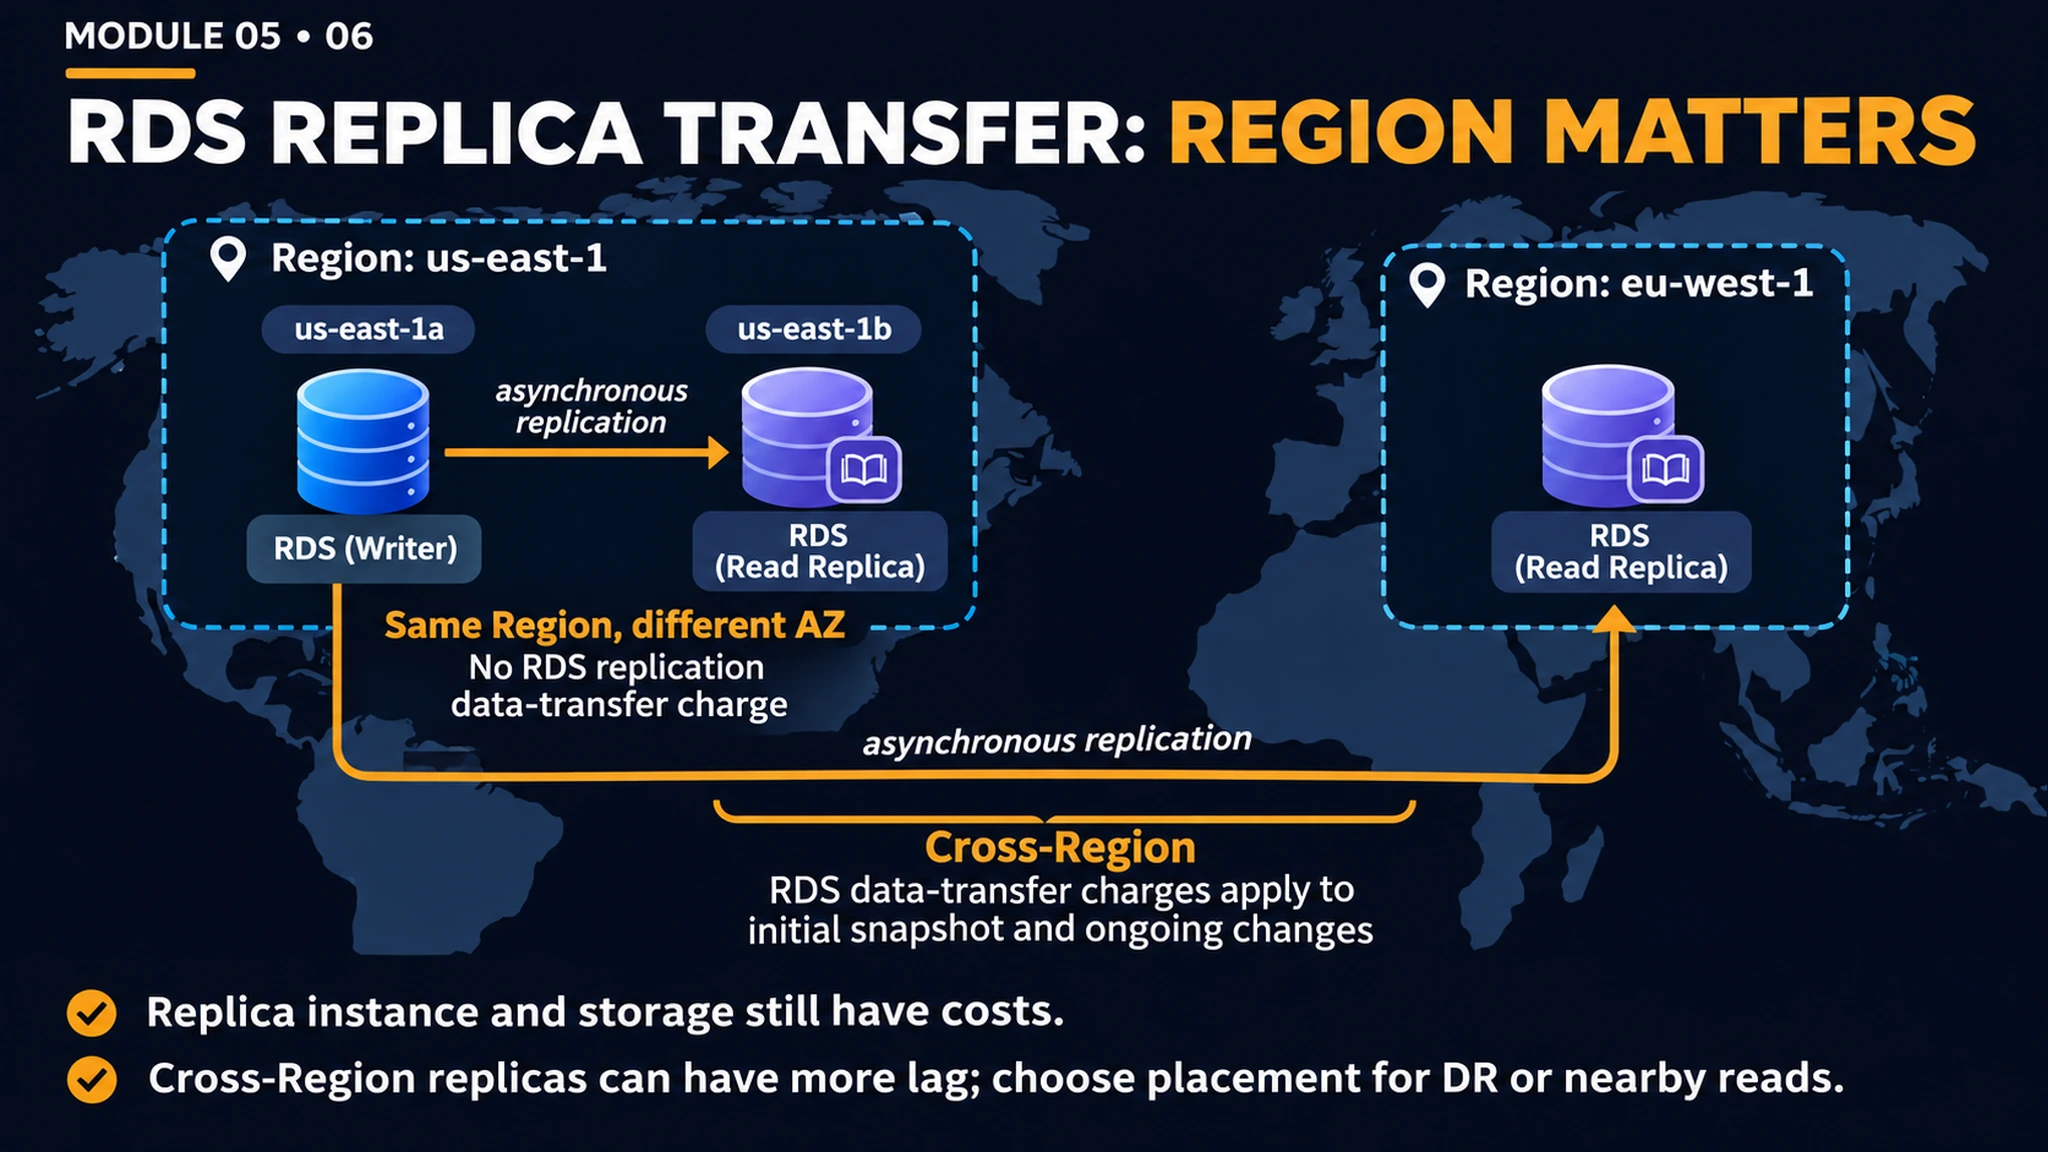 MODULE 05 • 06
RDS REPLICA TRANSFER: REGION MATTERS
Region: us-east-1
us-east-1a
us-east-1b
asynchronous
replication
RDS (Writer)
RDS
(Read Replica)
Same Region, different AZ
No RDS replication
data-transfer charge
Region: eu-west-1
RDS
(Read Replica)
asynchronous replication
Cross-Region
RDS data-transfer charges apply to
initial snapshot and ongoing changes
Replica instance and storage still have costs.
Cross-Region replicas can have more lag; choose placement for DR or nearby reads.